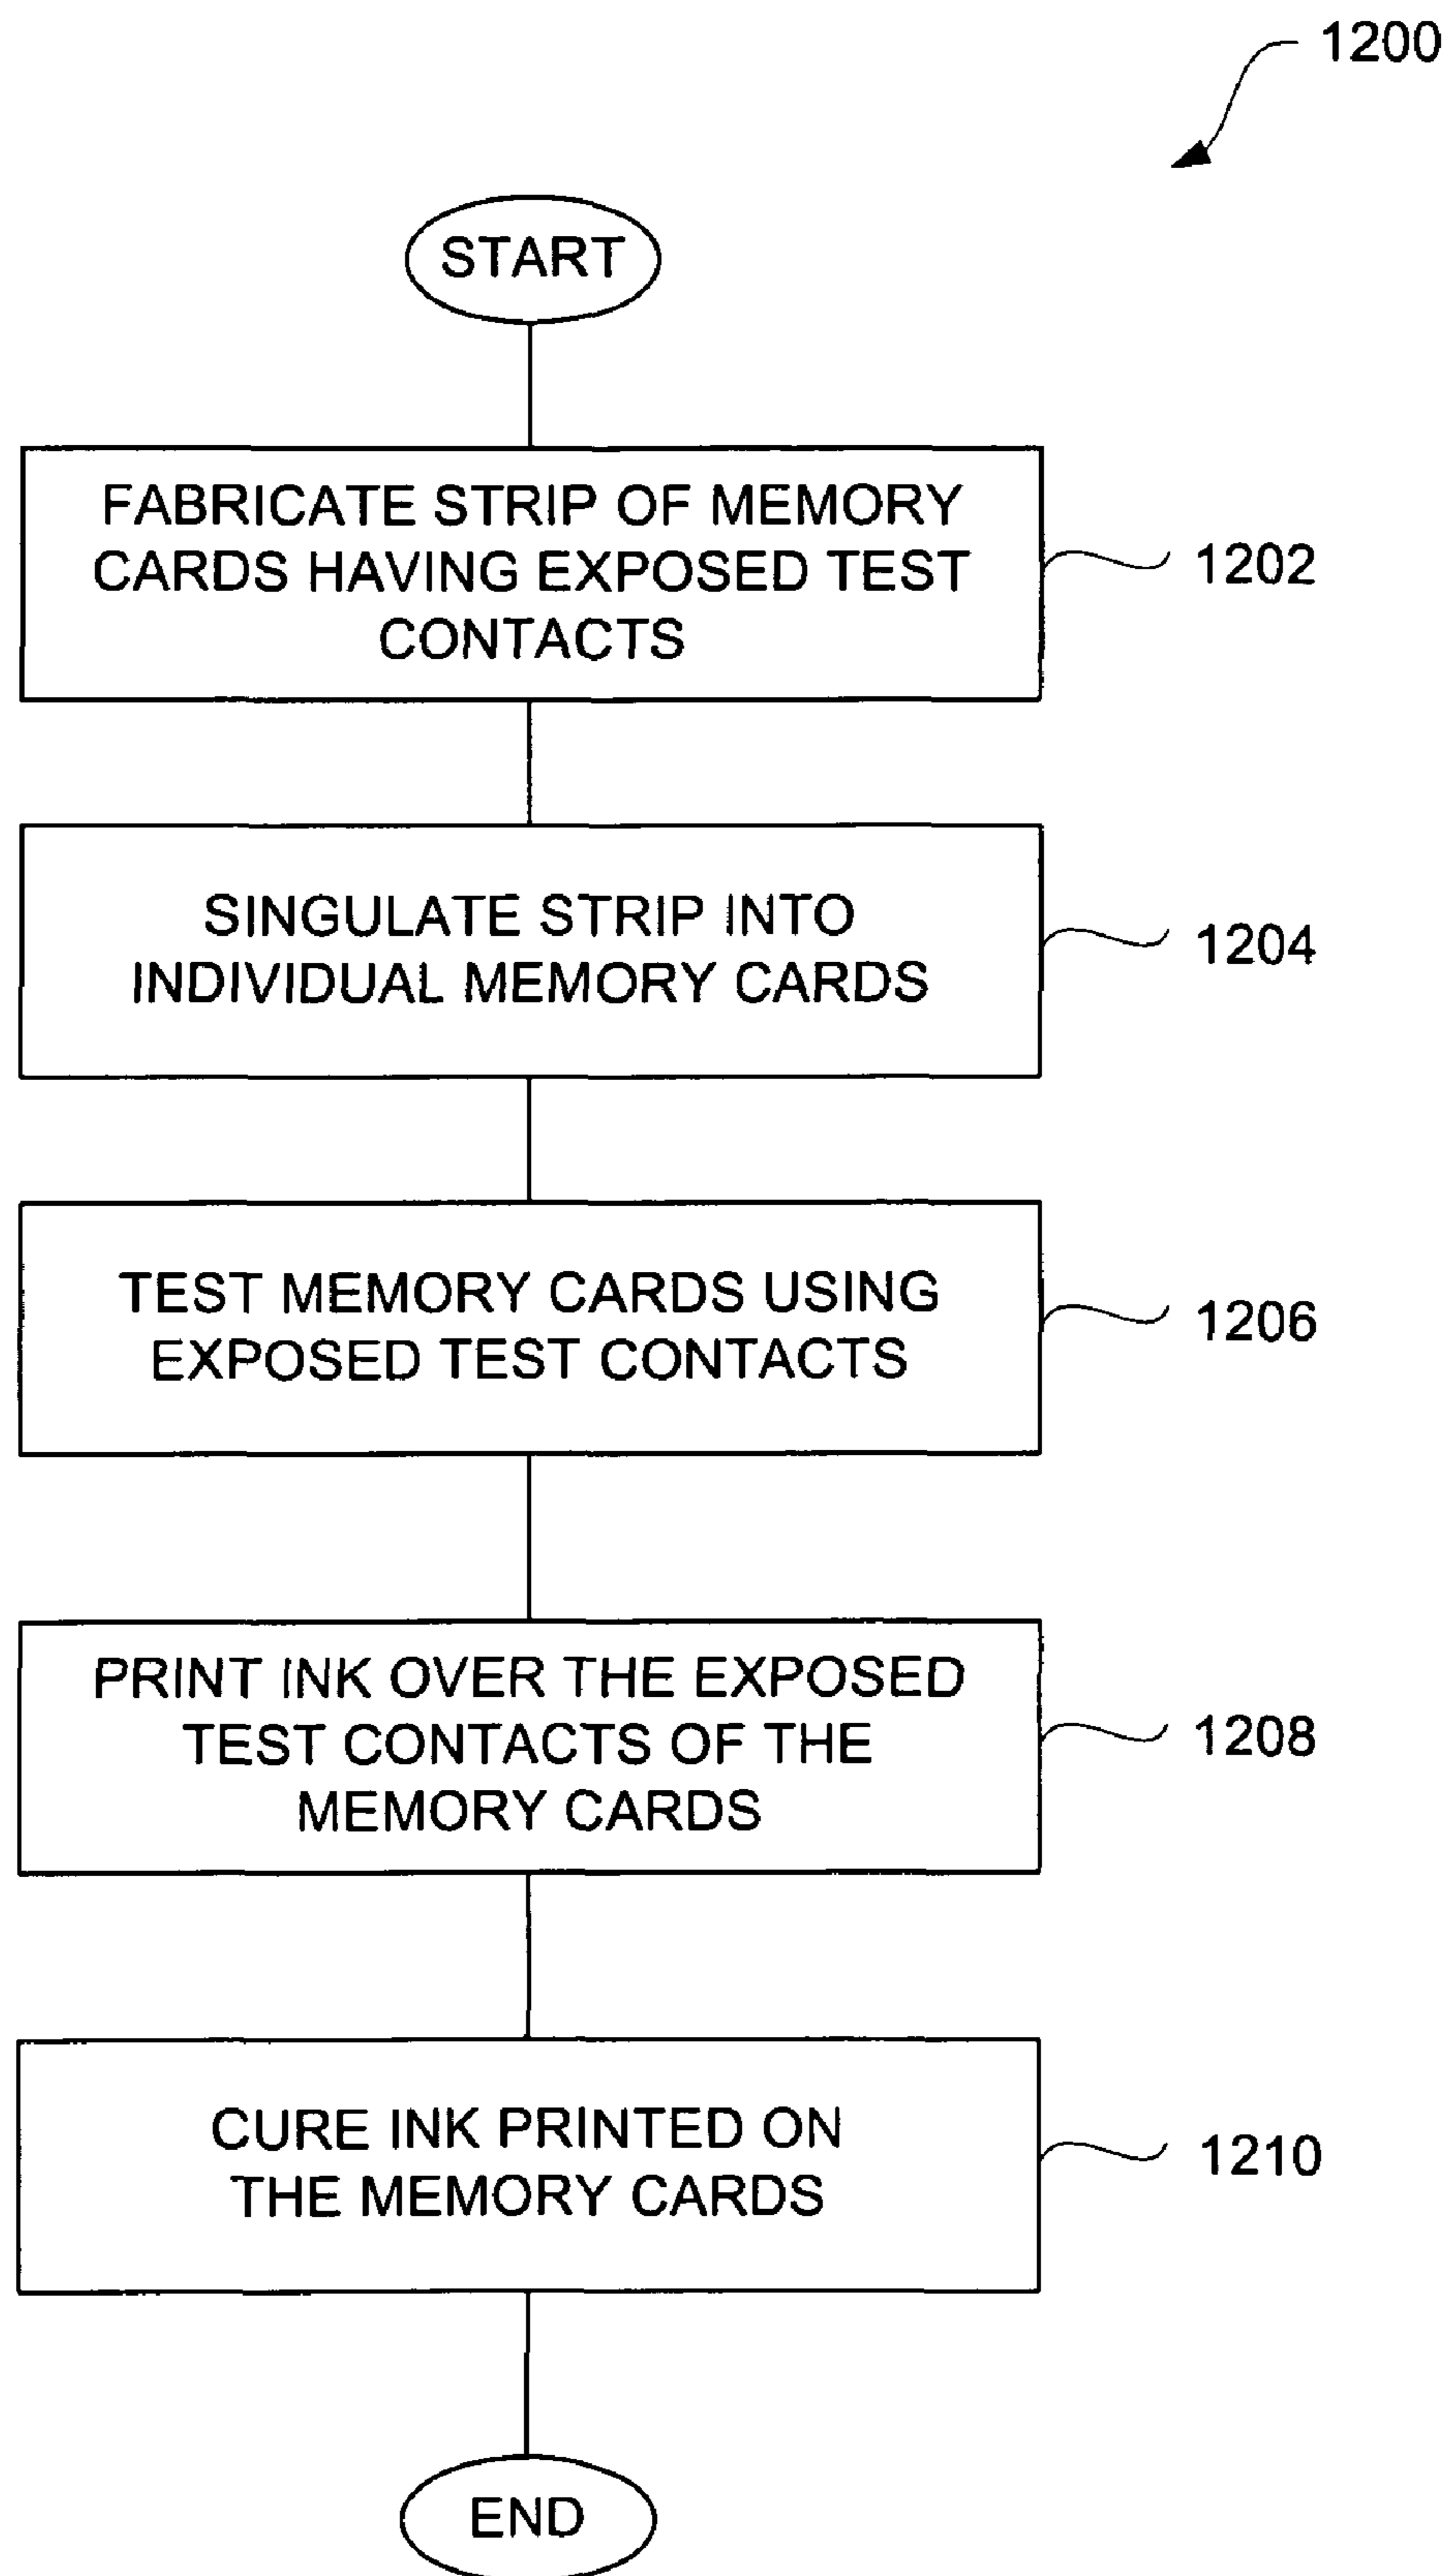 1200
START
FABRICATE STRIP OF MEMORY
CARDS HAVING EXPOSED TEST
CONTACTS
1202
SINGULATE STRIP INTO
INDIVIDUAL MEMORY CARDS
1204
TEST MEMORY CARDS USING
EXPOSED TEST CONTACTS
1206
PRINT INK OVER THE EXPOSED
TEST CONTACTS OF THE
MEMORY CARDS
1208
CURE INK PRINTED ON
THE MEMORY CARDS
1210
END